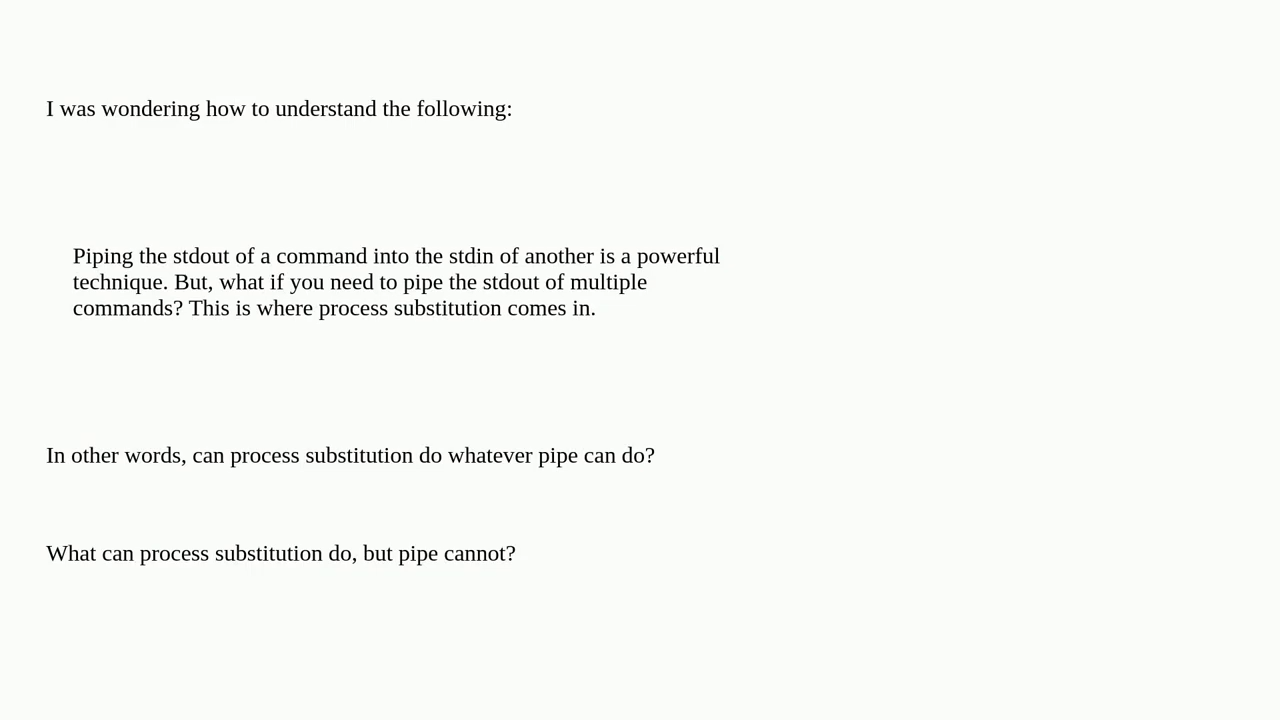 I was wondering how to understand the following:
Piping the stdout of a command into the stdin of another is a powerful
technique. But, what if you need to pipe the stdout of multiple
commands? This is where process substitution comes in.
In other words, can process substitution do whatever pipe can do?
What can process substitution do, but pipe cannot?